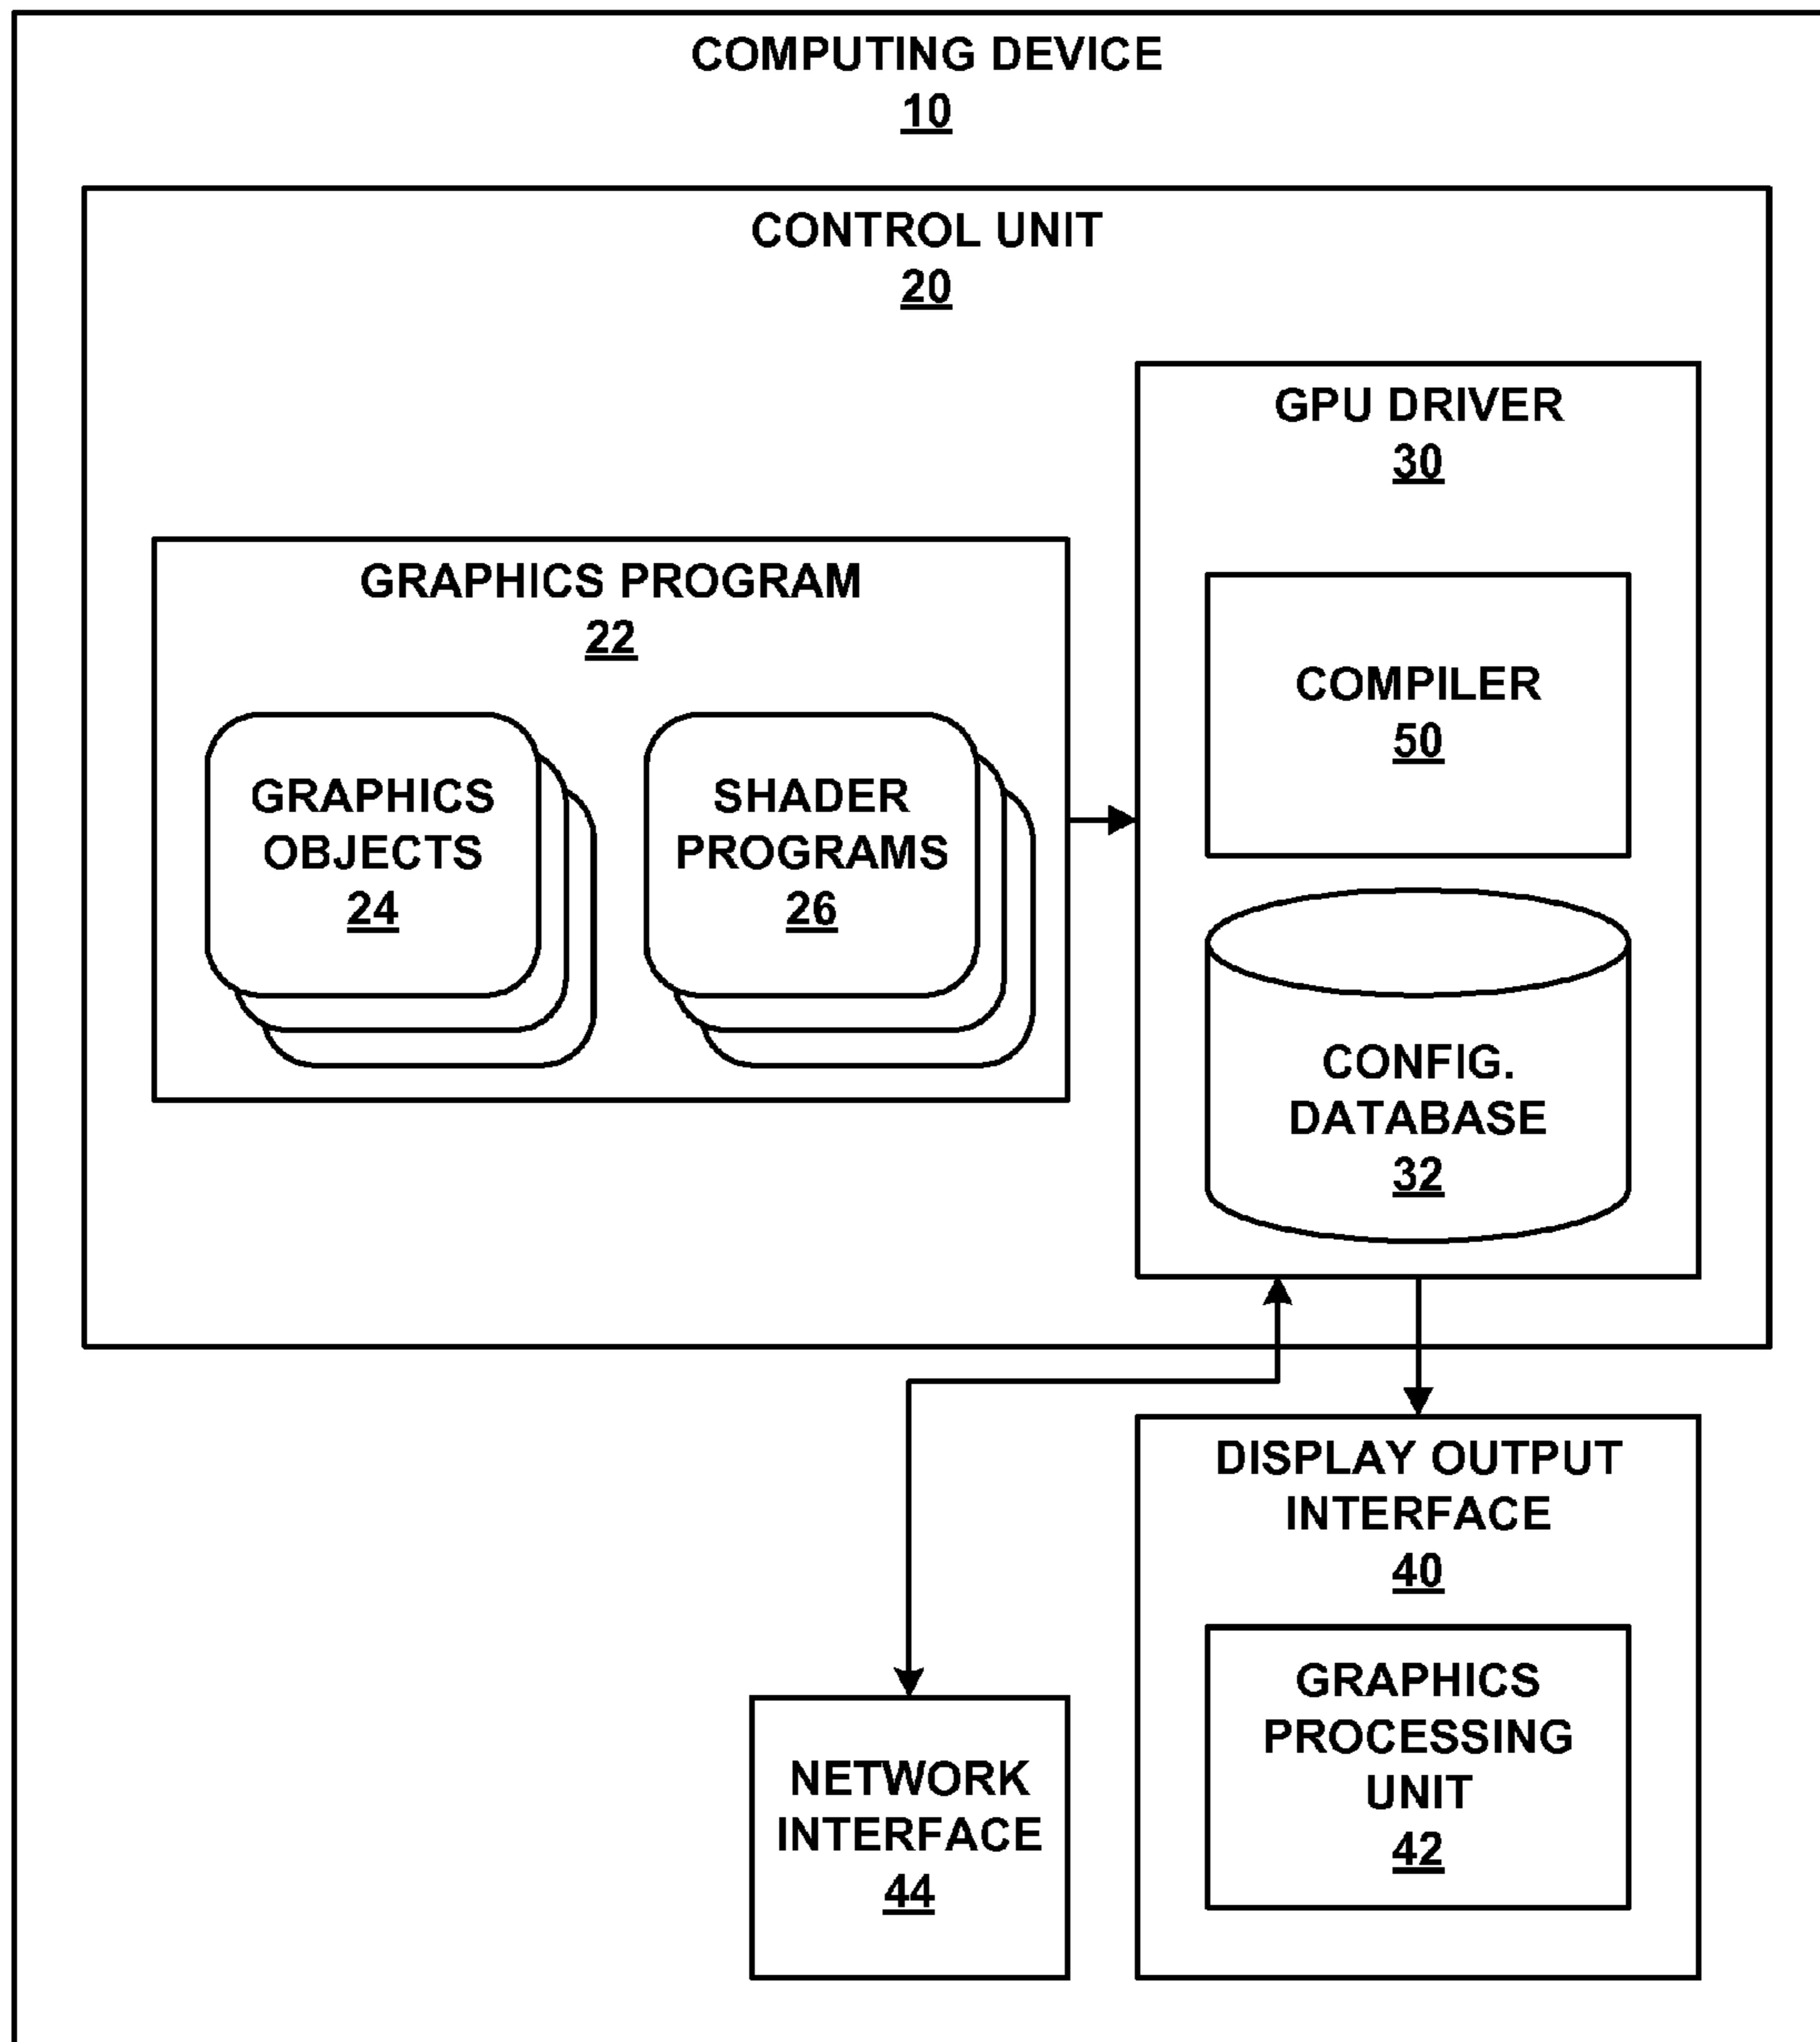 COMPUTING DEVICE
10
CONTROL UNIT
20
GPU DRIVER
30
GRAPHICS PROGRAM
22
COMPILER
50
GRAPHICS
OBJECTS
24
SHADER
PROGRAMS
26
CONFIG.
DATABASE
32
DISPLAY OUTPUT
INTERFACE
40
GRAPHICS
PROCESSING
UNIT
42
NETWORK
INTERFACE
44